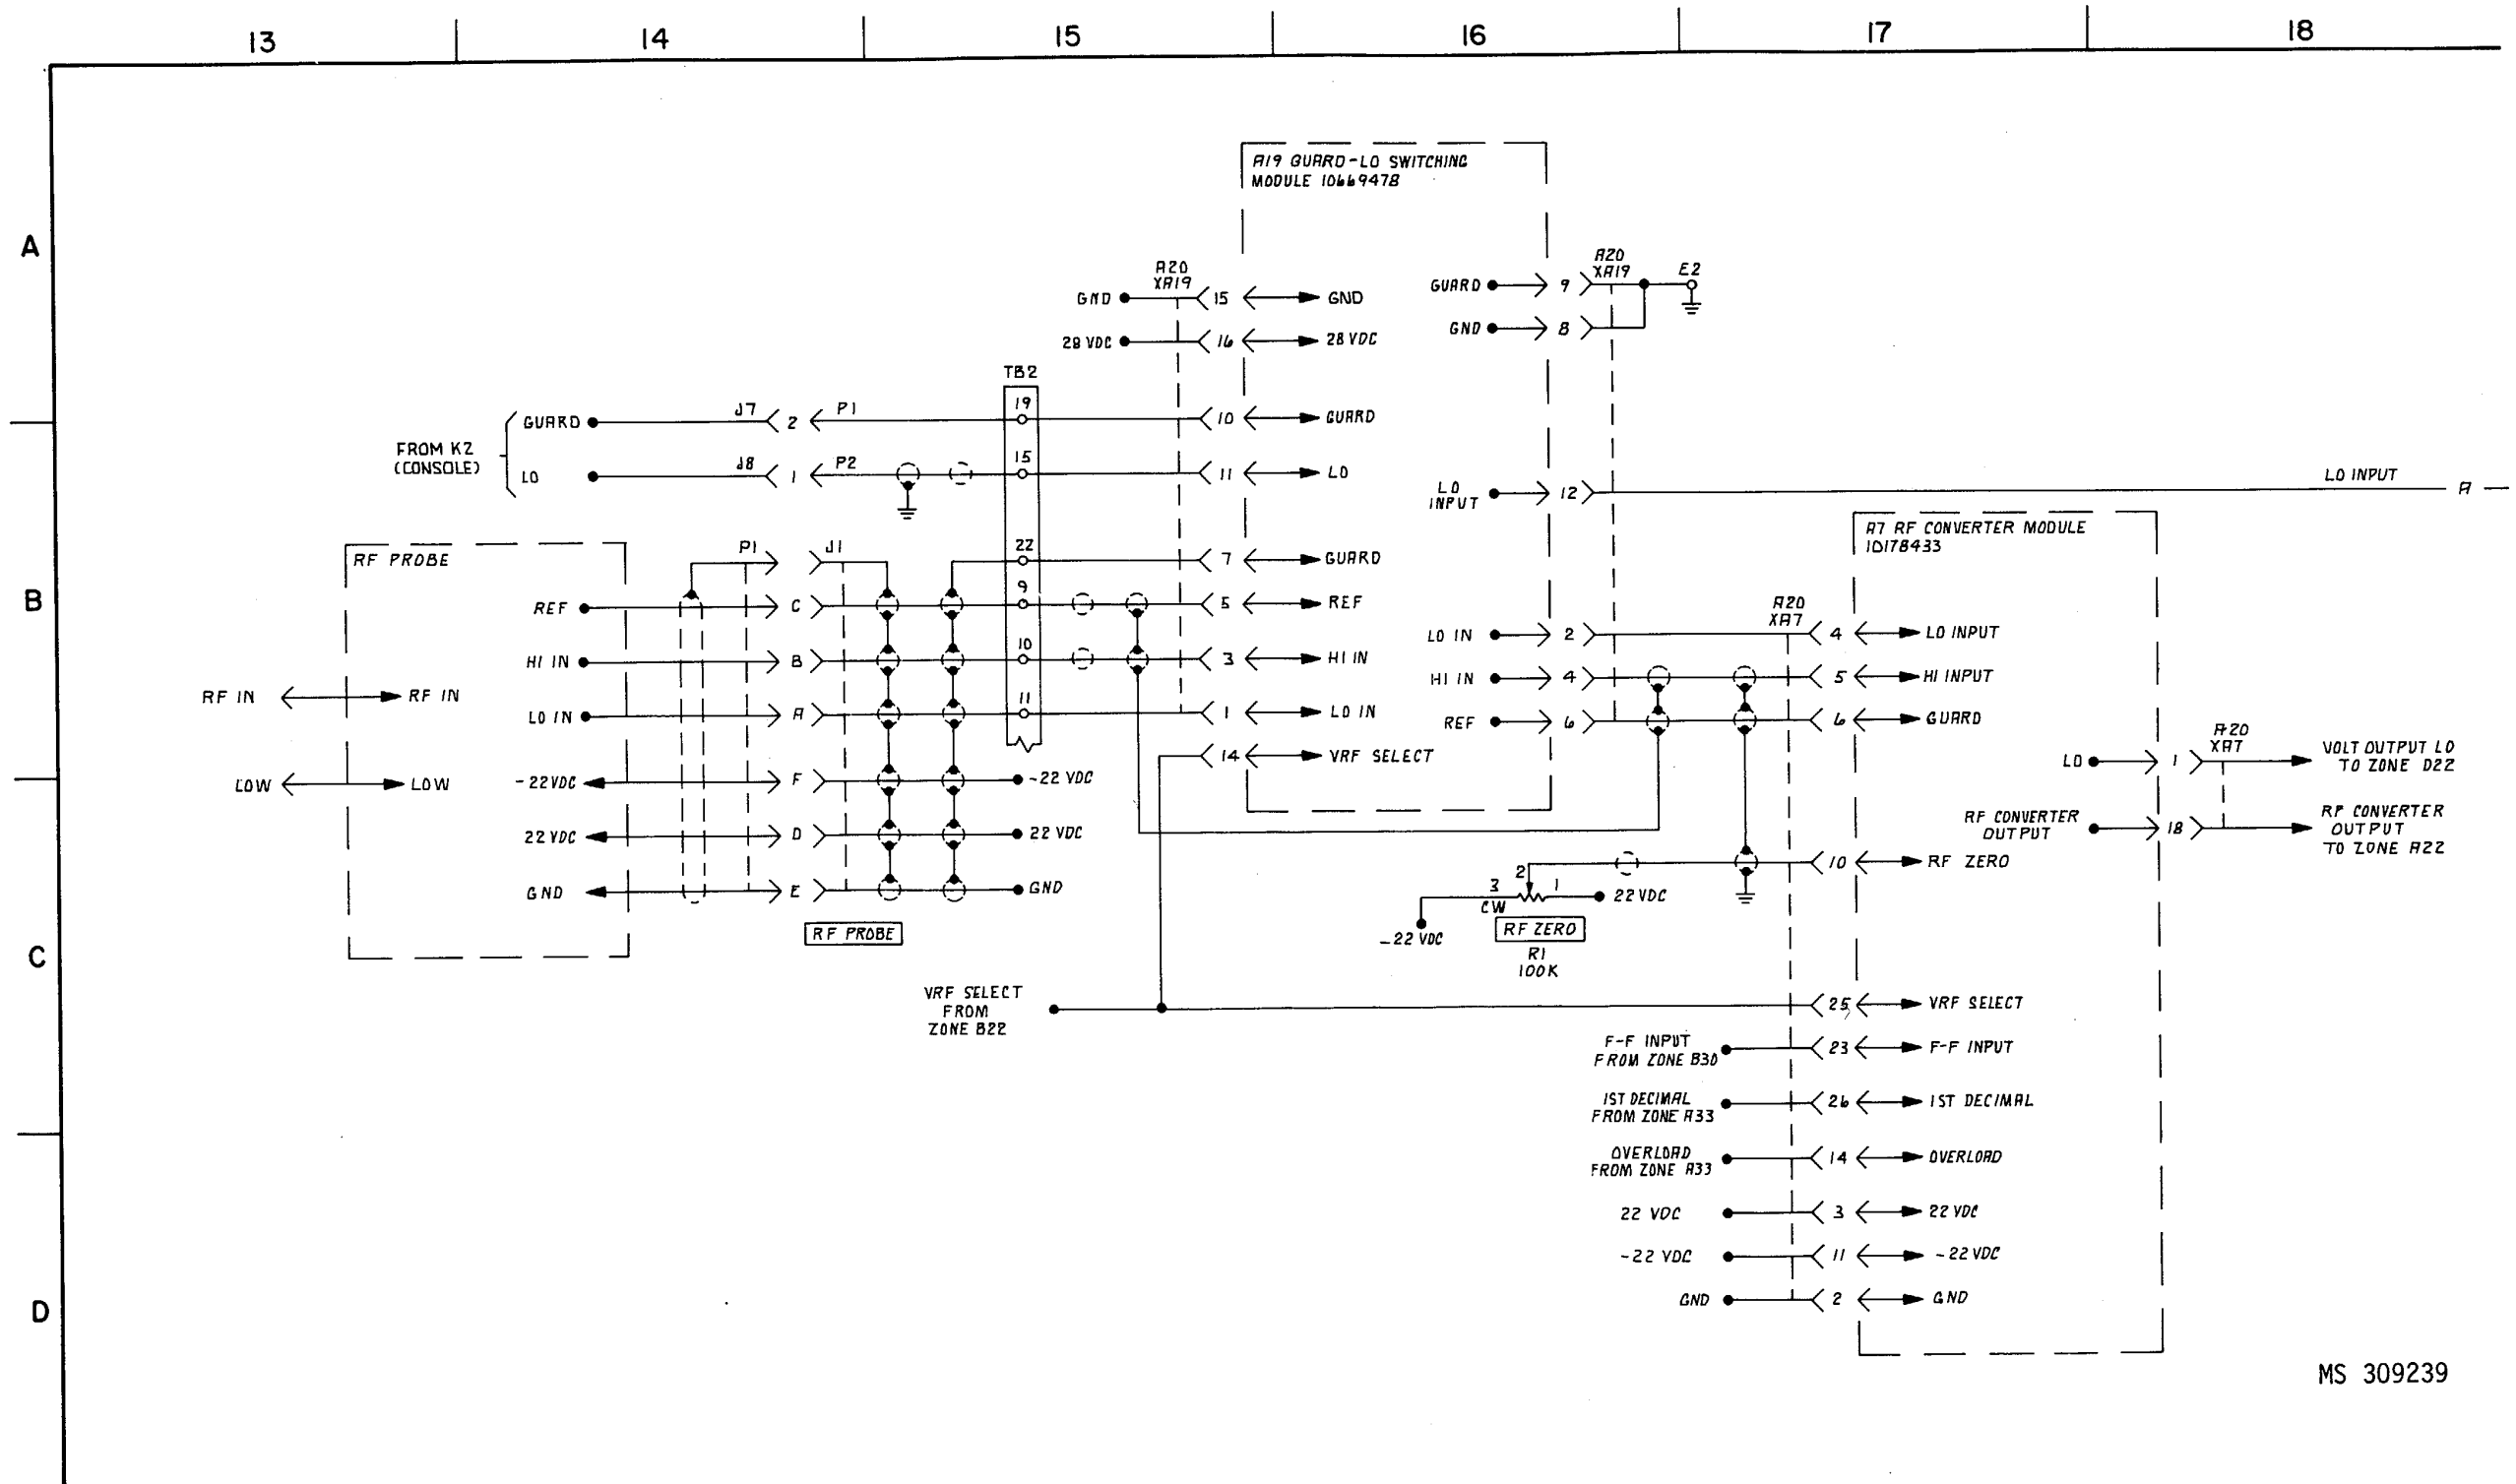 13
14
15
16
17
18
A
B
C
D
A19 GUARD-LO SWITCHING
MODULE 10669478
A20
XA19
GND
15
GND
28 VDC
16
28 VDC
GUARD
9
A20
XA19
E2
GND
8
TB2
FROM K2
(CONSOLE)
GUARD
J7
2
P1
19
10
GUARD
LO
J8
1
P2
15
11
LO
LO
INPUT
12
LO INPUT
A
RF PROBE
P1
J1
22
7
GUARD
REF
C
9
5
REF
HI IN
B
10
3
HI IN
RF IN
RF IN
LO IN
A
11
1
LO IN
14
VRF SELECT
LOW
LOW
-22VDC
F
-22 VDC
22 VDC
D
22 VDC
GND
E
GND
RF PROBE
LO IN
2
A20
XA7
4
LO INPUT
HI IN
4
5
HI INPUT
REF
6
6
GUARD
A7 RF CONVERTER MODULE
10178433
LO
1
A20
XA7
VOLT OUTPUT LO
TO ZONE D22
RF CONVERTER
OUTPUT
18
RF CONVERTER
OUTPUT
TO ZONE A22
2
10
RF ZERO
3
1
22 VDC
CW
-22 VDC
RF ZERO
R1
100K
VRF SELECT
FROM
ZONE B22
25
VRF SELECT
F-F INPUT
FROM ZONE B30
23
F-F INPUT
1ST DECIMAL
FROM ZONE A33
26
1ST DECIMAL
OVERLOAD
FROM ZONE A33
14
OVERLOAD
22 VDC
3
22 VDC
-22 VDC
11
-22 VDC
GND
2
GND
MS 309239